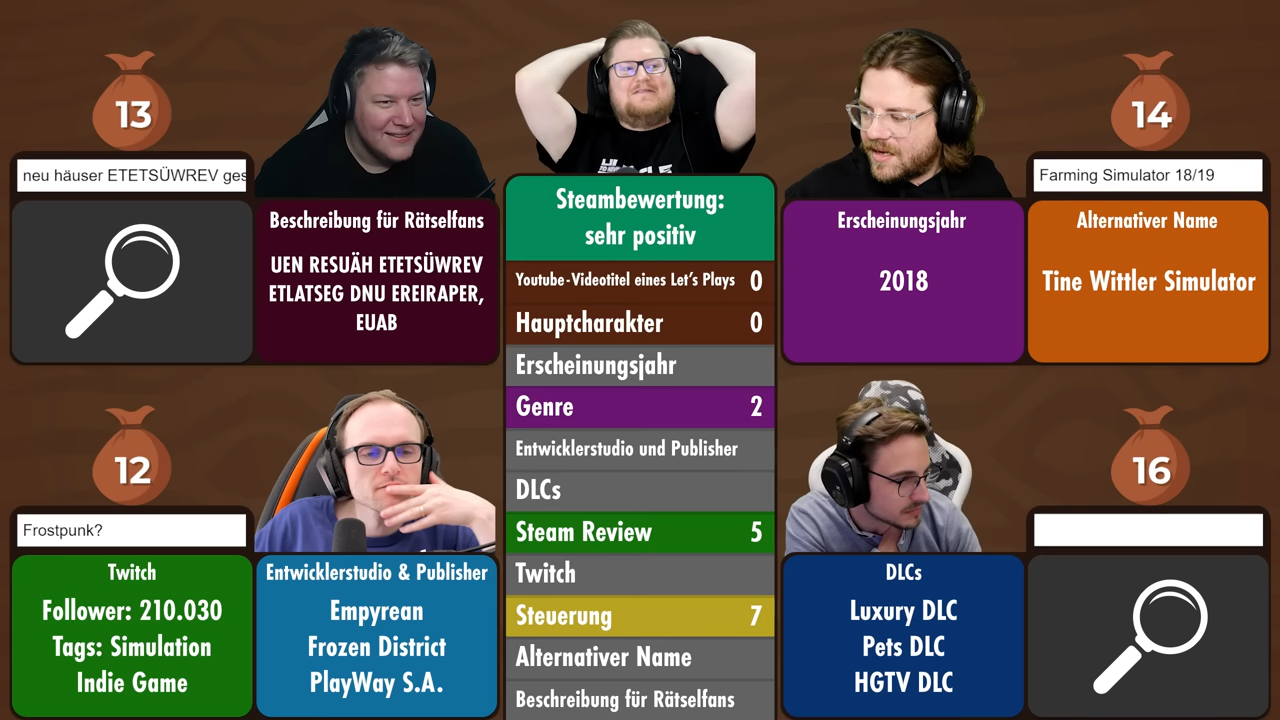 13
neu häuser ETETSÜWREV ges
Beschreibung für Rätselfans
UEN RESUÄH ETETSÜWREV
ETLATSEG DNU EREIRAPER,
EUAB
Steambewertung:
sehr positiv
Youtube-Videotitel eines Let's Plays 0
Hauptcharakter 0
Erscheinungsjahr
Genre 2
Entwicklerstudio und Publisher
DLCs
Steam Review 5
Twitch
Steuerung 7
Alternativer Name
Beschreibung für Rätselfans
Erscheinungsjahr
2018
14
Farming Simulator 18/19
Alternativer Name
Tine Wittler Simulator
12
Frostpunk?
Twitch
Follower: 210.030
Tags: Simulation
Indie Game
Entwicklerstudio & Publisher
Empyrean
Frozen District
PlayWay S.A.
DLCs
Luxury DLC
Pets DLC
HGTV DLC
16